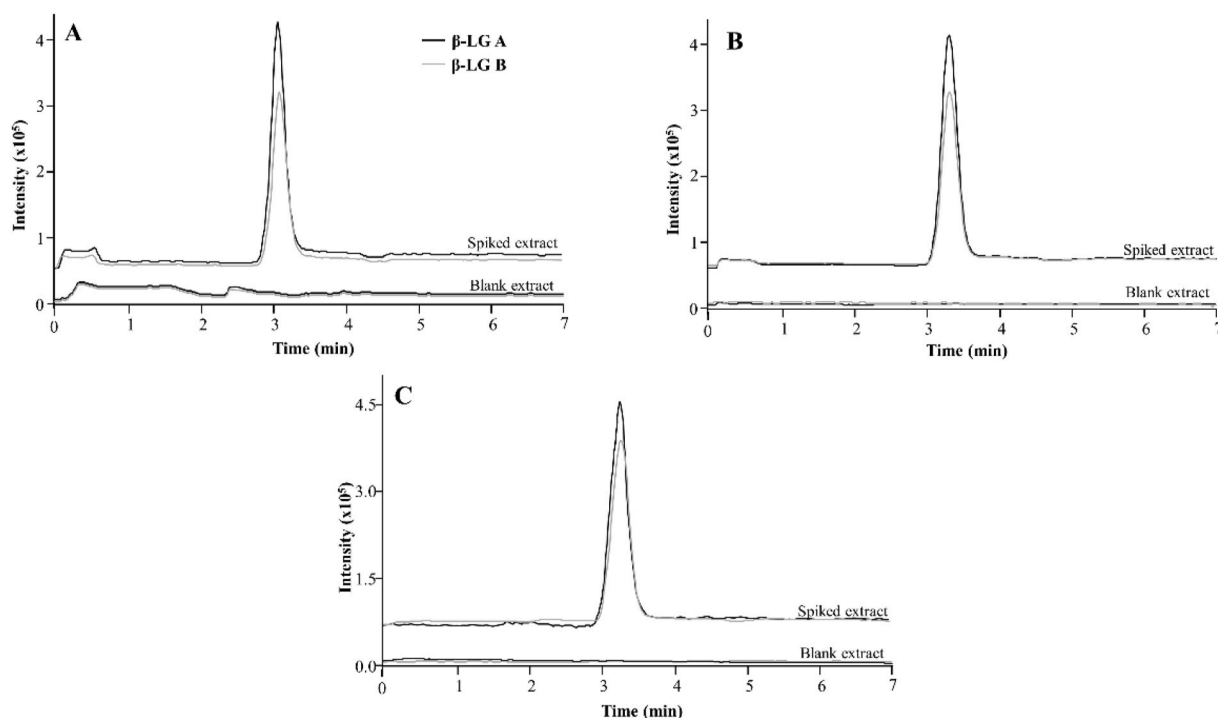 A
β-LG A
β-LG B
Intensity (x10⁵)
4
3
2
1
0
Spiked extract
Blank extract
0 1 2 3 4 5 6 7
Time (min)
B
Intensity (x10⁵)
4
3
2
1
0
Spiked extract
Blank extract
0 1 2 3 4 5 6 7
Time (min)
C
Intensity (x10⁵)
4.5
3.0
1.5
0.0
Spiked extract
Blank extract
0 1 2 3 4 5 6 7
Time (min)